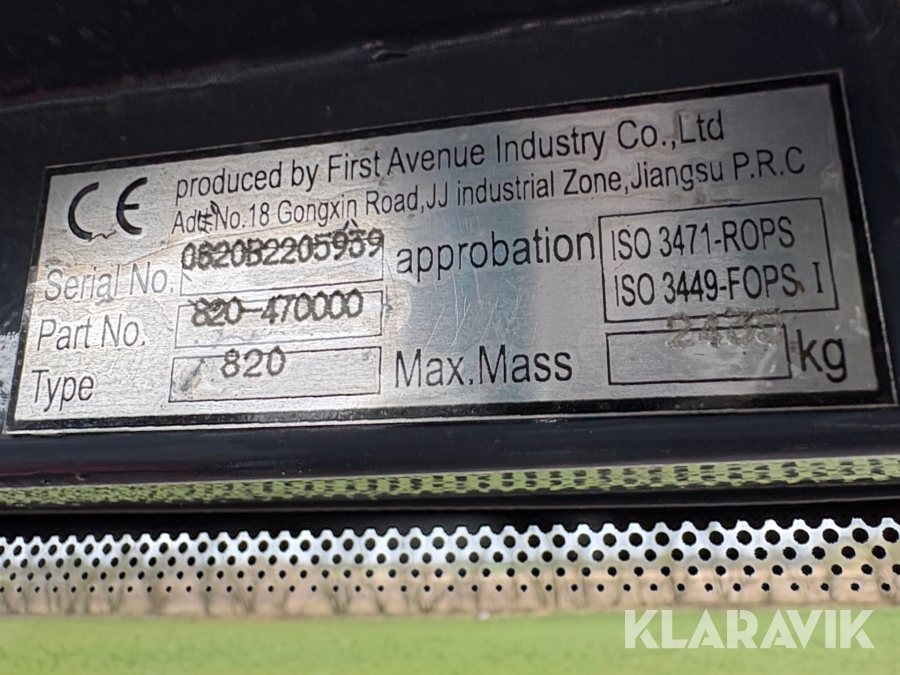 CE
produced by First Avenue Industry Co.,Ltd
Add:No.18 Gongxin Road,JJ industrial Zone,Jiangsu P.R.C
Serial No. 0820B2205939
approbation ISO 3471-ROPS
ISO 3449-FOPS I
Part No. 820-470000
Type 820
Max.Mass 2435 kg
KLARAVIK